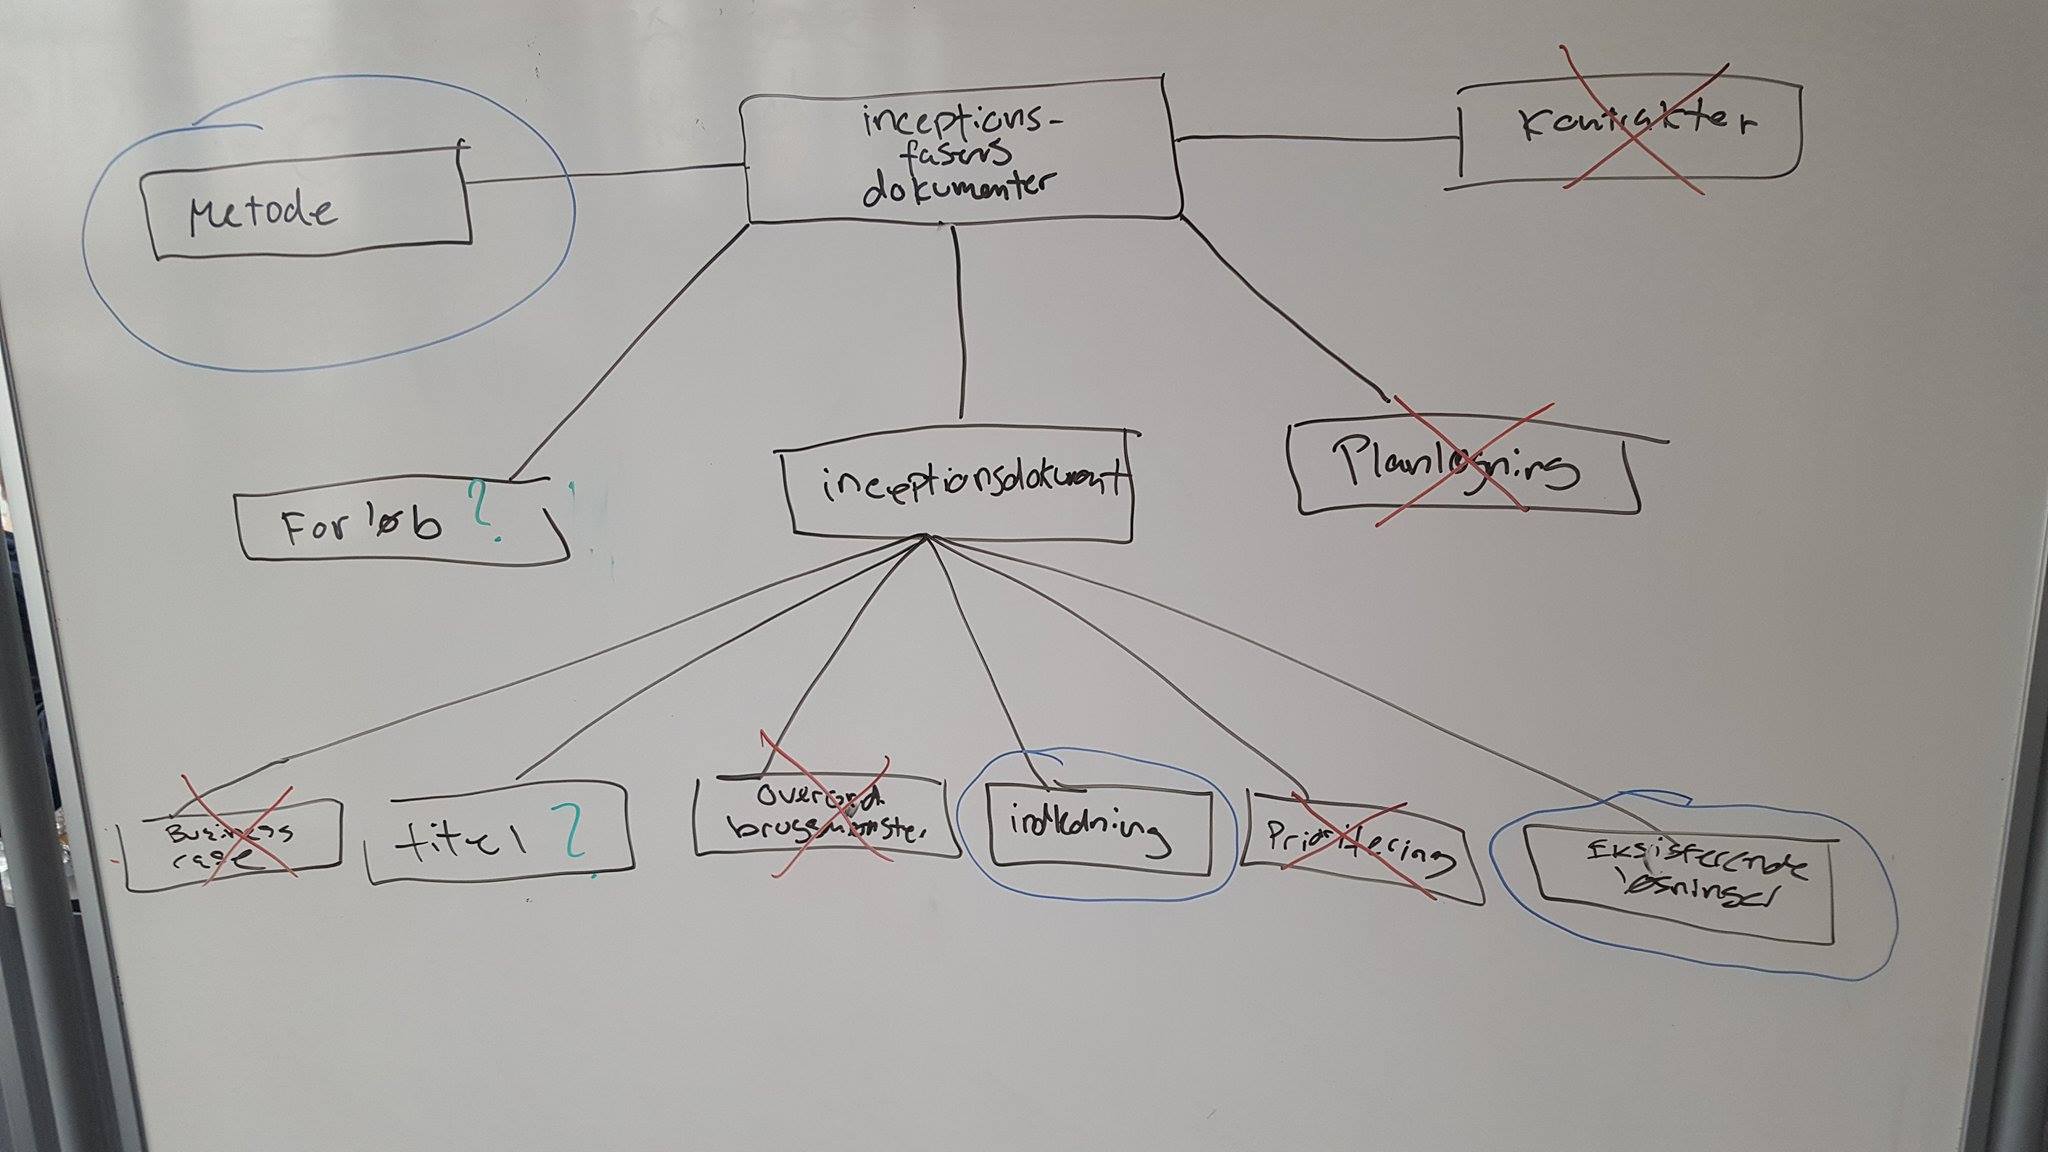 inceptions-
fasens
dokumenter
Kontrakter
Metode
Forløb ?
inceptionsdokument
Planlægning
Business
case
titel ?
Overordnet
brugsmønster
indledning
Prioritering
Eksisterende
løsninger